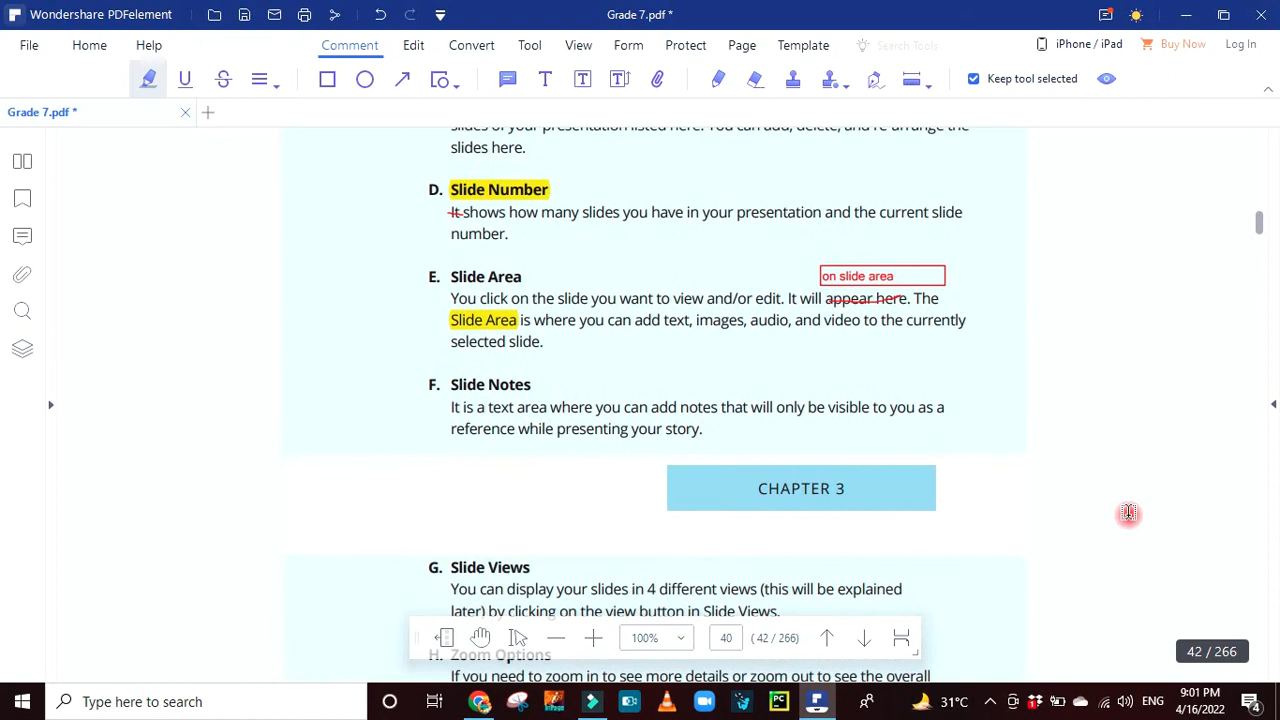 Wondershare PDFelement
Grade 7.pdf *
File Home Help Comment Edit Convert Tool View Form Protect Page Template Search Tools iPhone / iPad Buy Now Log In
Keep tool selected
Grade 7.pdf *
slides of your presentation listed here. You can add, delete, and re-arrange the
slides here.
D. Slide Number
It shows how many slides you have in your presentation and the current slide
number.
E. Slide Area
on slide area
You click on the slide you want to view and/or edit. It will appear here. The
Slide Area is where you can add text, images, audio, and video to the currently
selected slide.
F. Slide Notes
It is a text area where you can add notes that will only be visible to you as a
reference while presenting your story.
CHAPTER 3
G. Slide Views
You can display your slides in 4 different views (this will be explained
later) by clicking on the view button in Slide Views.
100% 40 ( 42 / 266)
42 / 266
H. Zoom Options
If you need to zoom in to see more details or zoom out to see the overall
Type here to search
31°C ENG 9:01 PM
4/16/2022 4